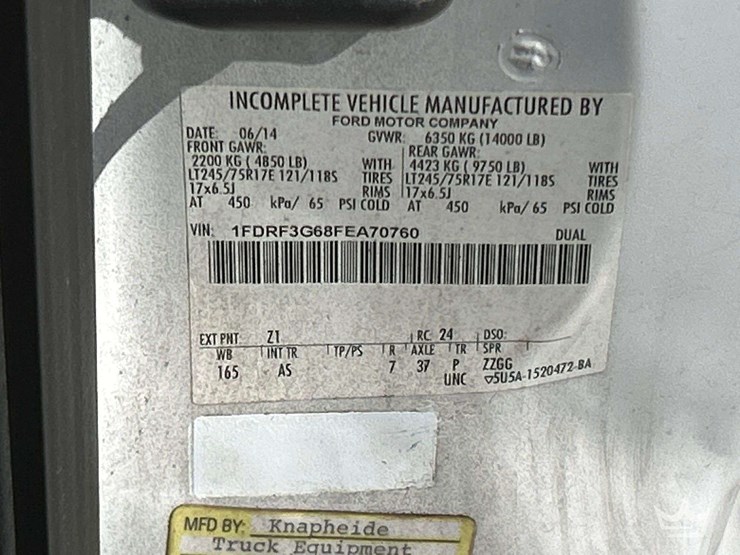 INCOMPLETE VEHICLE MANUFACTURED BY
FORD MOTOR COMPANY
DATE: 06/14 GVWR: 6350 KG (14000 LB)
FRONT GAWR: REAR GAWR:
2200 KG ( 4850 LB) WITH 4423 KG ( 9750 LB) WITH
LT245/75R17E 121/118S TIRES LT245/75R17E 121/118S TIRES
17x6.5J RIMS 17x6.5J RIMS
AT 450 kPa/ 65 PSI COLD AT 450 kPa/ 65 PSI COLD
VIN: 1FDRF3G68FEA70760 DUAL
EXT PNT: Z1 RC: 24 DSO:
WB INT TR TP/PS R AXLE TR SPR
165 AS 7 37 P ZZGG
UNC ▽5U5A-1520472-BA
MFD BY: Knapheide
Truck Equipment